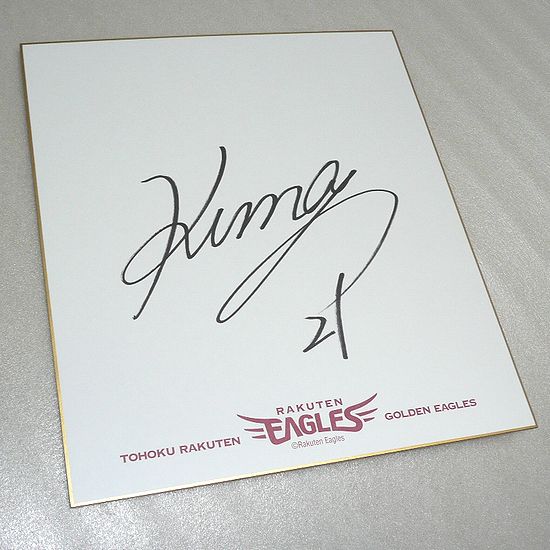 Kuma
21
RAKUTEN
EAGLES
TOHOKU RAKUTEN GOLDEN EAGLES
©Rakuten Eagles